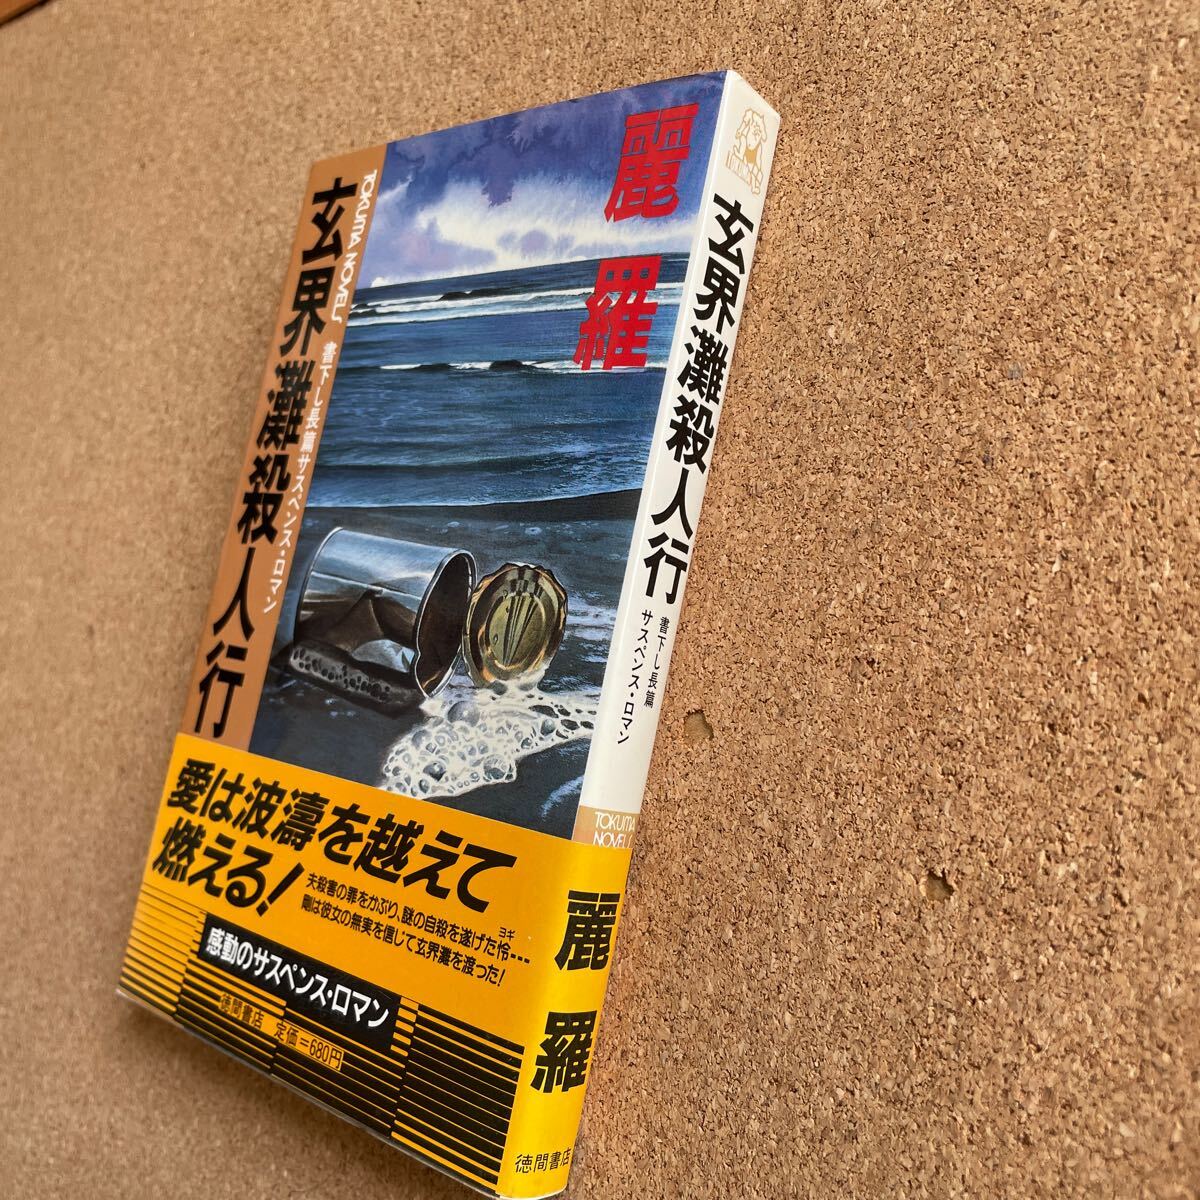 麗羅
TOKUMA NOVELS
玄界灘殺人行
書下し長篇サスペンス・ロマン
愛は波濤を越えて
燃える!
夫殺害の罪をかぶり、謎の自殺を遂げた怜…
ヨギ
剛は彼女の無実を信じて玄界灘を渡った!
感動のサスペンス・ロマン
徳間書店 定価=680円
玄界灘殺人行
書下し長篇
サスペンス・ロマン
TOKUMA
NOVELS
麗羅
徳間書店